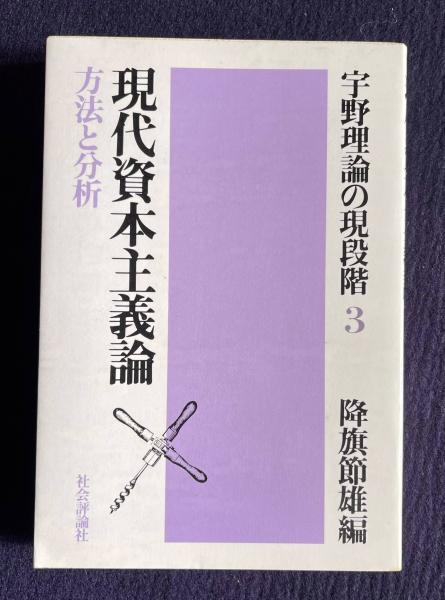 宇野理論の現段階 3
降旗節雄編
現代資本主義論
方法と分析
社会評論社